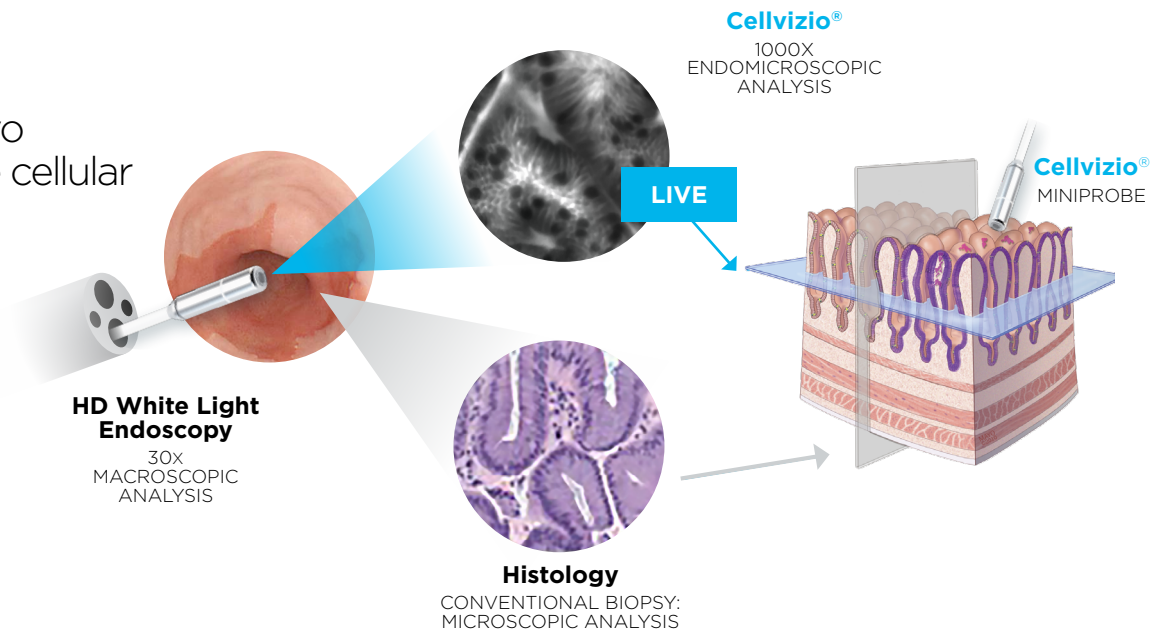 Cellvizio®
1000X
ENDOMICROSCOPIC
ANALYSIS
cellular
LIVE
Cellvizio®
MINIPROBE
HD White Light
Endoscopy
30x
MACROSCOPIC
ANALYSIS
Histology
CONVENTIONAL BIOPSY:
MICROSCOPIC ANALYSIS